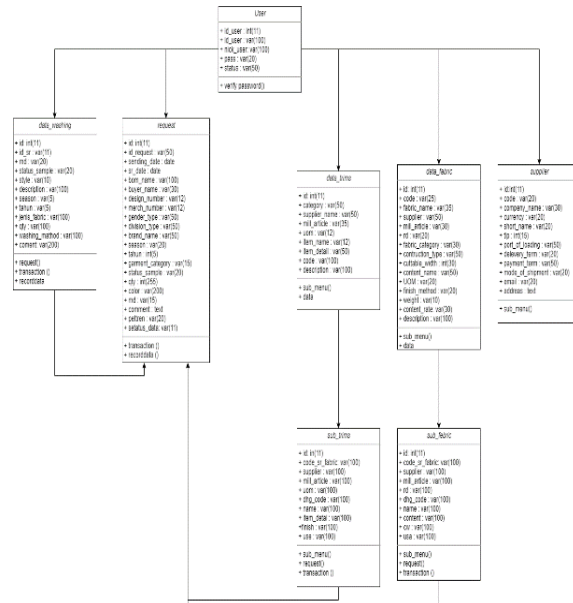 User
+ id_user : int(11)
+ id_user : var(100)
+ nick_user: var(100)
+ pass : var(20)
+ status : var(50)
+ verify password()
data_washing
+ id: int(11)
+ id_sr : var(11)
+ md: var(20)
+ status_sample : var(20)
+ style : var(10)
+ description : var(100)
+ season : var(5)
+ tahun : var(5)
+ jenis_fabric : var(100)
+ qty : var(100)
+ washing_method : var(100)
+ coment : var200)
+ request()
+ transaction ()
+ recorddata
request
+ id: int(11)
+ id_request : var(50)
+ sending_date : date
+ sr_date : date
+ bom_name : var(100)
+ buyer_name : var(30)
+ design_number : var(12)
+ merch_number : var(12)
+ gender_type : var(50)
+ division_type : var(50)
+ brand_name : var(50)
+ season : var(20)
+ tahun : int(5)
+ garment_category : var(15)
+ status_sample : var(20)
+ qty : int(255)
+ color : var(200)
+ md : var(15)
+ comment : text
+ peltren : var(20)
+ setatus_data : var(11)
+ transaction ()
+ recorddata ()
data_trims
+ id : int(11)
+ category : var(50)
+ supplier_name : var(50)
+ mill_article : var(35)
+ uom : var(12)
+ item_name : var(12)
+ item_detail : var(50)
+ code : var(100)
+ description : var(100)
+ sub_menu()
+ data
data_fabric
+ id : int(11)
+ code : var(25)
+ fabric_name : var(35)
+ supplier : var(50)
+ mill_article : var(30)
+ rd : var(20)
+ fabric_category : var(30)
+ contruction_type : var(50)
+ cuttable_width : int(30)
+ content_name : var(50)
+ UOM : var(20)
+ finish_method : var(20)
+ weight : var(10)
+ content_rate var(30)
+ description : var(100)
+ sub_menu()
+ data
supplier
+ id:int(11)
+ code : var(20)
+ company_name : var(30)
+ currency : var(20)
+ short_name : var(20)
+ tlp : int(15)
+ port_of_loading : var(50)
+ delevery_term : var(20)
+ payment_term : var(50)
+ mode_of_shipment : var(20)
+ email : var(20)
+ address : text
+ sub_menu()
sub_trims
+ id : int(11)
+ code_sr_fabric : var(100)
+ supplier : var(100)
+ mill_article : var(100)
+ uom : var(100)
+ dhg_code : var(100)
+ name : var(100)
+ item_detail : var(100)
+finish : var(100)
+ usa : var(100)
+ sub_menu()
+ request()
+ transaction ()
sub_febric
+ id : int(11)
+ code_sr_fabric : var(100)
+ supplier : var(100)
+ mill_article : var(100)
+ rd : var(100)
+ dhg_code : var(100)
+ name : var(100)
+ content : var(100)
+ cw : var(100)
+ usa : var(100)
+ sub_menu()
+ request()
+ transaction ()